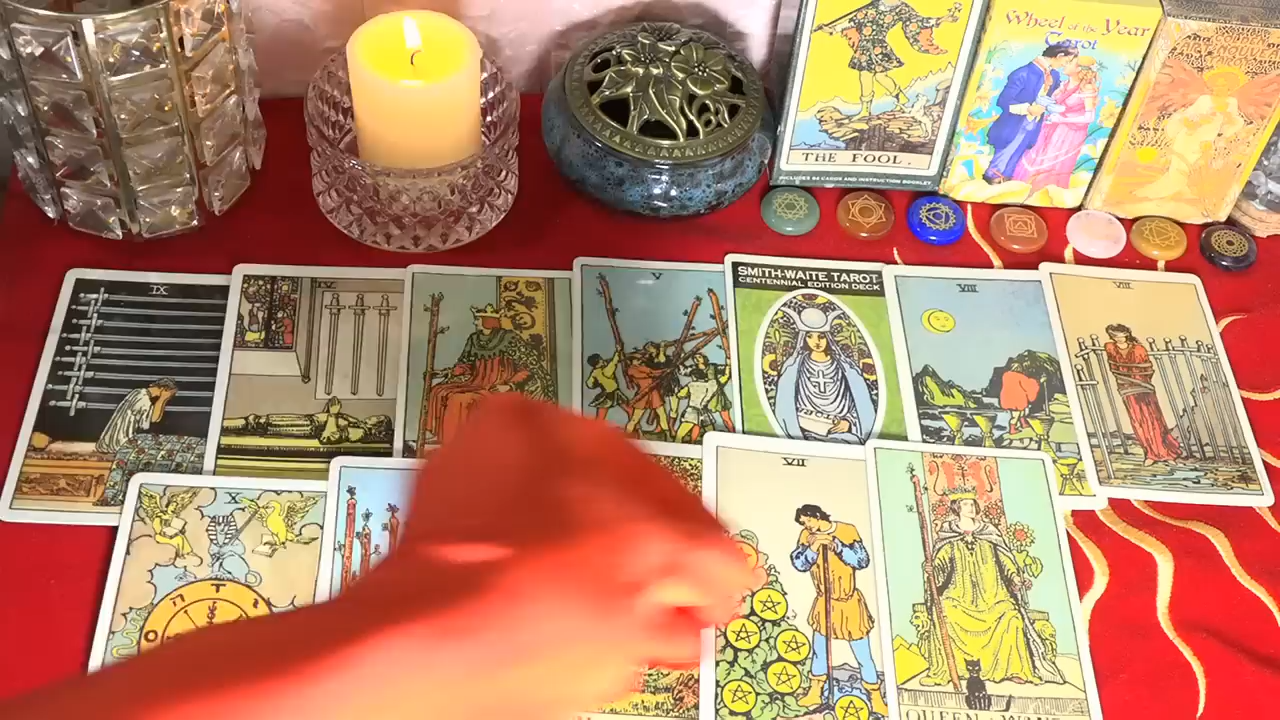 THE FOOL.
INCLUDES 84 CARDS AND INSTRUCTION BOOKLET
Wheel of the Year
Tarot
IX
IV
V
SMITH-WAITE TAROT
CENTENNIAL EDITION DECK
VIII
VIII
X
VII